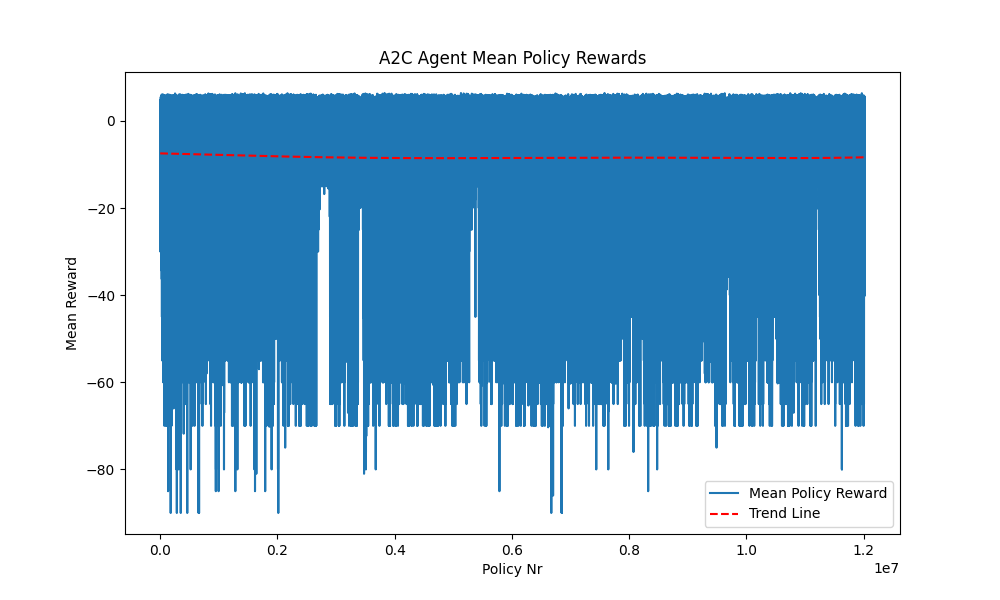 A2C Agent Mean Policy Rewards
Mean Reward
0
−20
−40
−60
−80
0.0 0.2 0.4 0.6 0.8 1.0 1.2
1e7
Policy Nr
Mean Policy Reward
Trend Line